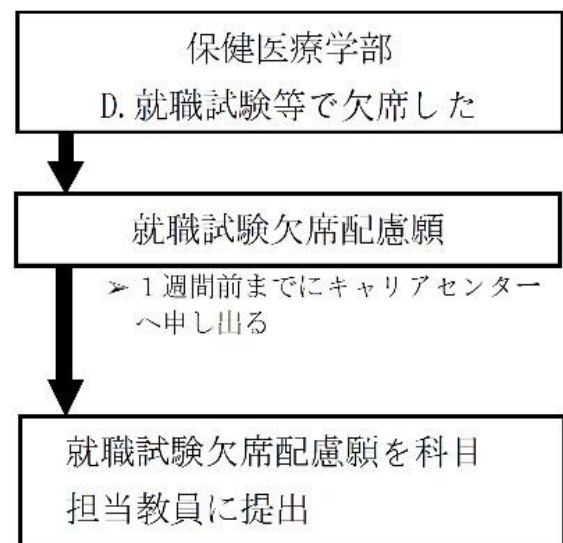 保健医療学部
D. 就職試験等で欠席した
就職試験欠席配慮願
➢ 1週間前までにキャリアセンター
へ申し出る
就職試験欠席配慮願を科目
担当教員に提出